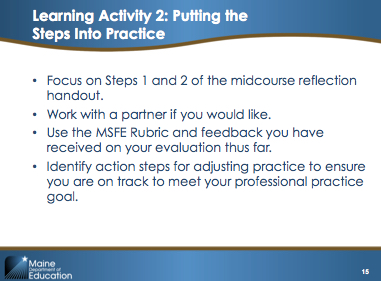 Learning Activity 2: Putting the
Steps Into Practice
• Focus on Steps 1 and 2 of the midcourse reflection
handout.
• Work with a partner if you would like.
• Use the MSFE Rubric and feedback you have
received on your evaluation thus far.
• Identify action steps for adjusting practice to ensure
you are on track to meet your professional practice
goal.
Maine
Department of
Education
15